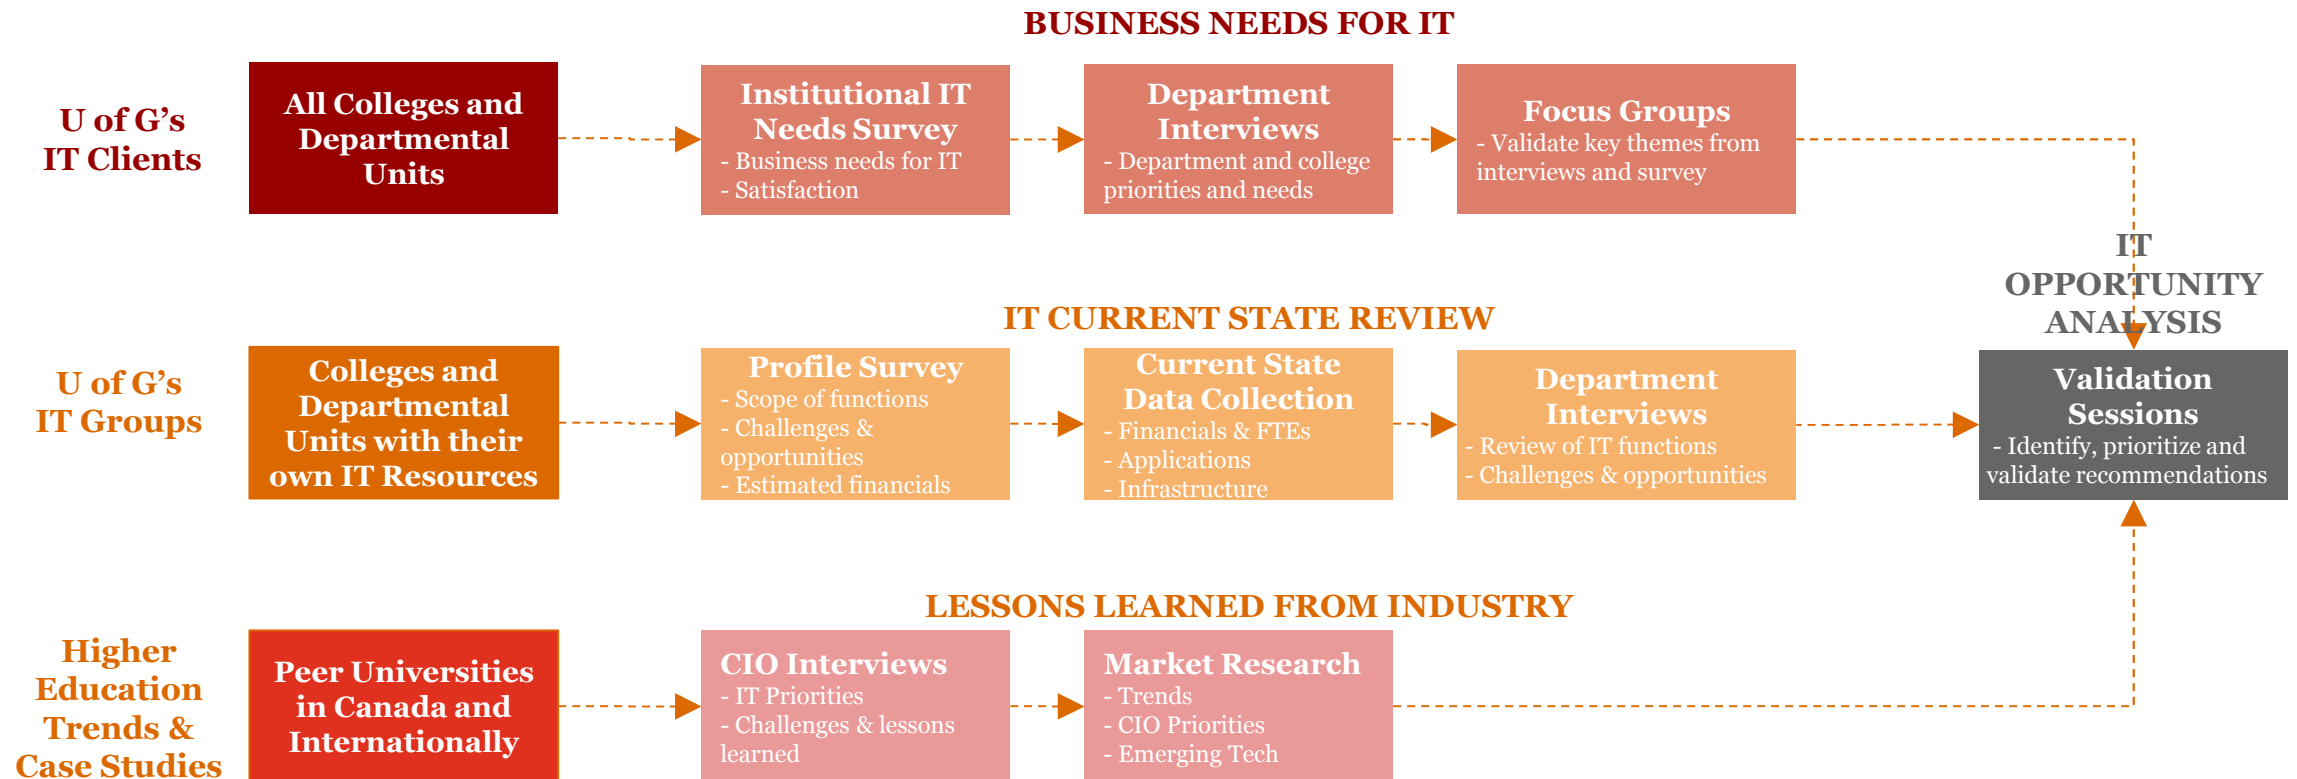 BUSINESS NEEDS FOR IT
U of G’s
IT Clients
All Colleges and
Departmental
Units
Institutional IT
Needs Survey
- Business needs for IT
- Satisfaction
Department
Interviews
- Department and college
priorities and needs
Focus Groups
- Validate key themes from
interviews and survey
IT
OPPORTUNITY
ANALYSIS
IT CURRENT STATE REVIEW
U of G’s
IT Groups
Colleges and
Departmental
Units with their
own IT Resources
Profile Survey
- Scope of functions
- Challenges &
opportunities
- Estimated financials
Current State
Data Collection
- Financials & FTEs
- Applications
- Infrastructure
Department
Interviews
- Review of IT functions
- Challenges & opportunities
Validation
Sessions
- Identify, prioritize and
validate recommendations
LESSONS LEARNED FROM INDUSTRY
Higher
Education
Trends &
Case Studies
Peer Universities
in Canada and
Internationally
CIO Interviews
- IT Priorities
- Challenges & lessons
learned
Market Research
- Trends
- CIO Priorities
- Emerging Tech